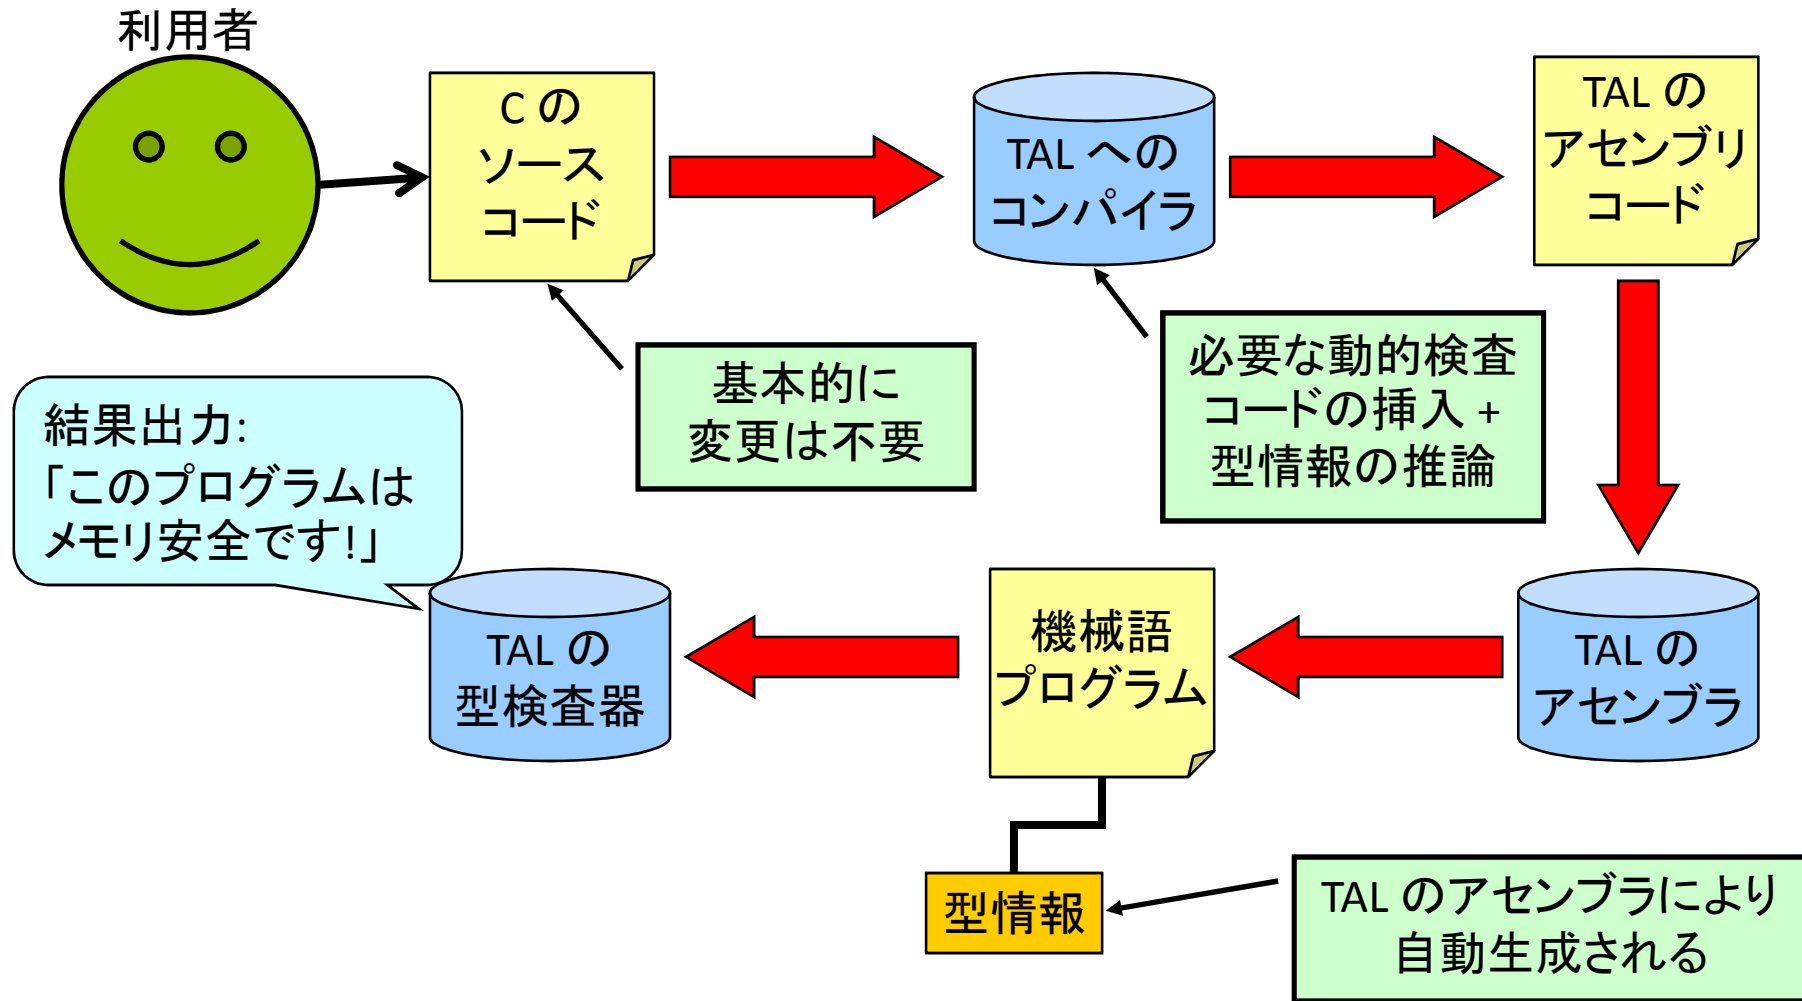 利用者
C の
ソース
コード
TAL への
コンパイラ
TAL の
アセンブリ
コード
基本的に
変更は不要
必要な動的検査
コードの挿入 +
型情報の推論
結果出力:
「このプログラムは
メモリ安全です!」
TAL の
型検査器
機械語
プログラム
TAL の
アセンブラ
型情報
TAL のアセンブラにより
自動生成される